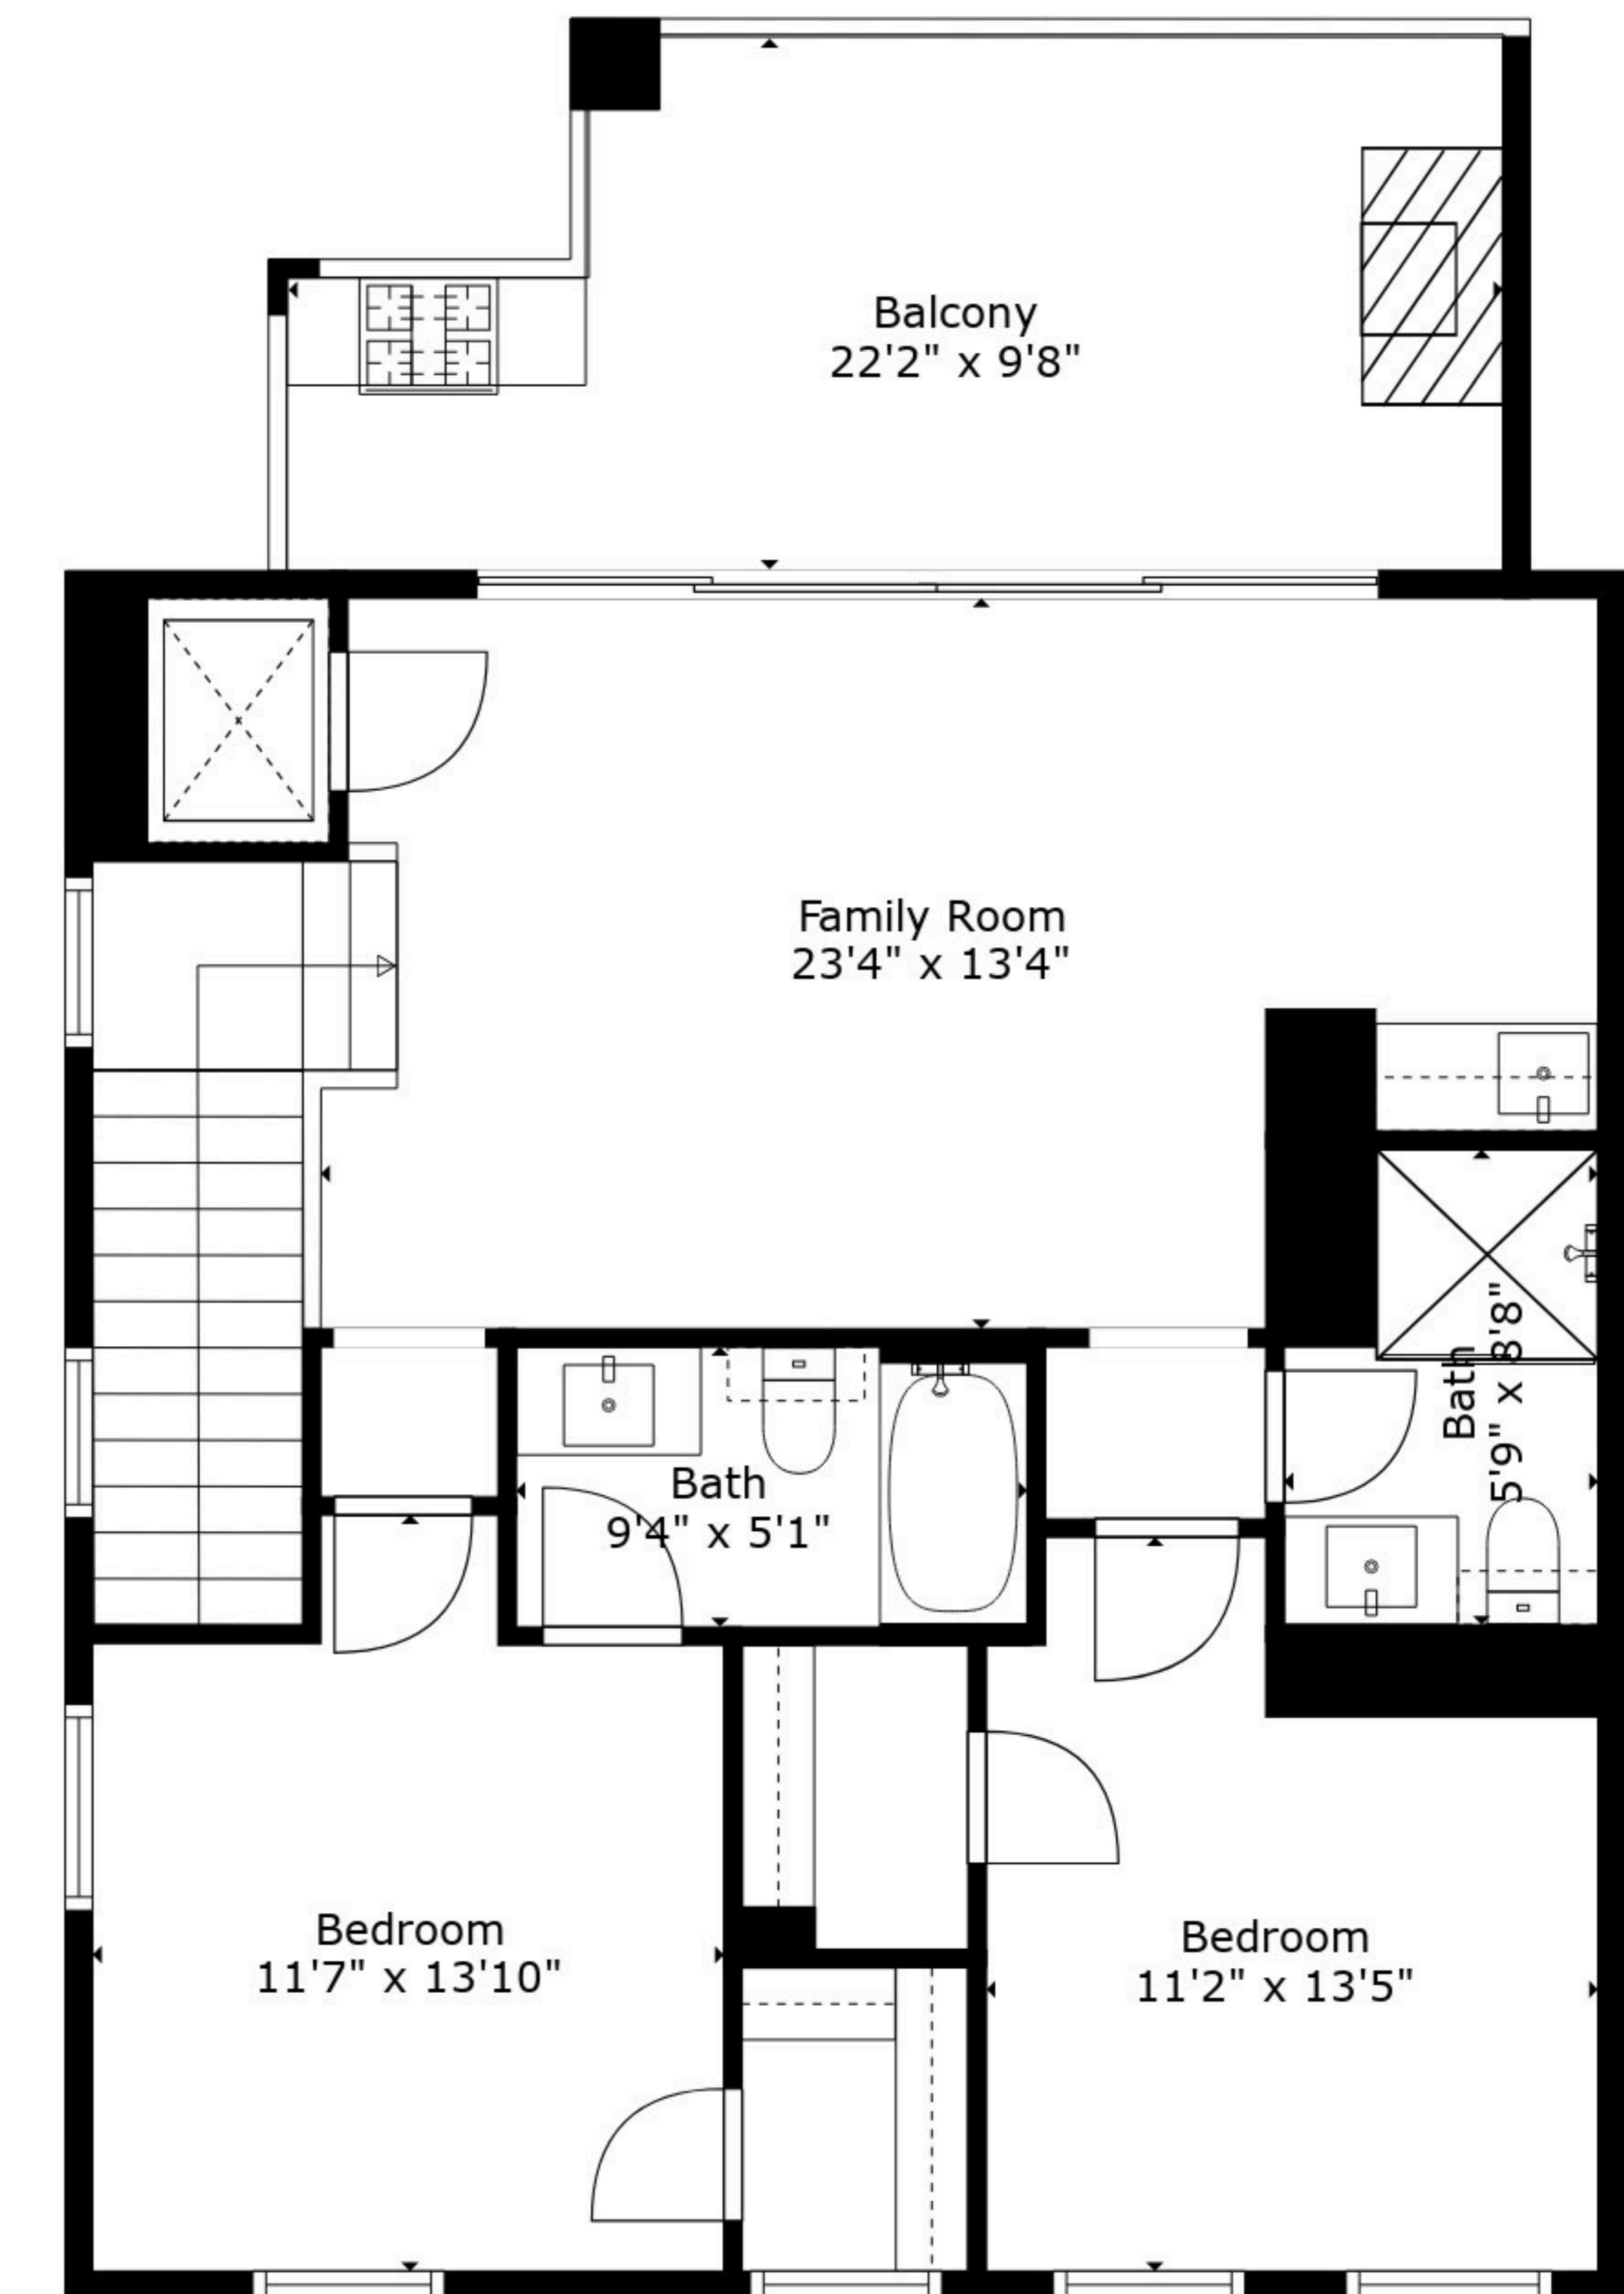 Balcony
22'2" x 9'8"
Family Room
23'4" x 13'4"
Bath
9'4" x 5'1"
Bath
5'9" x 8'8"
Bedroom
11'7" x 13'10"
Bedroom
11'2" x 13'5"